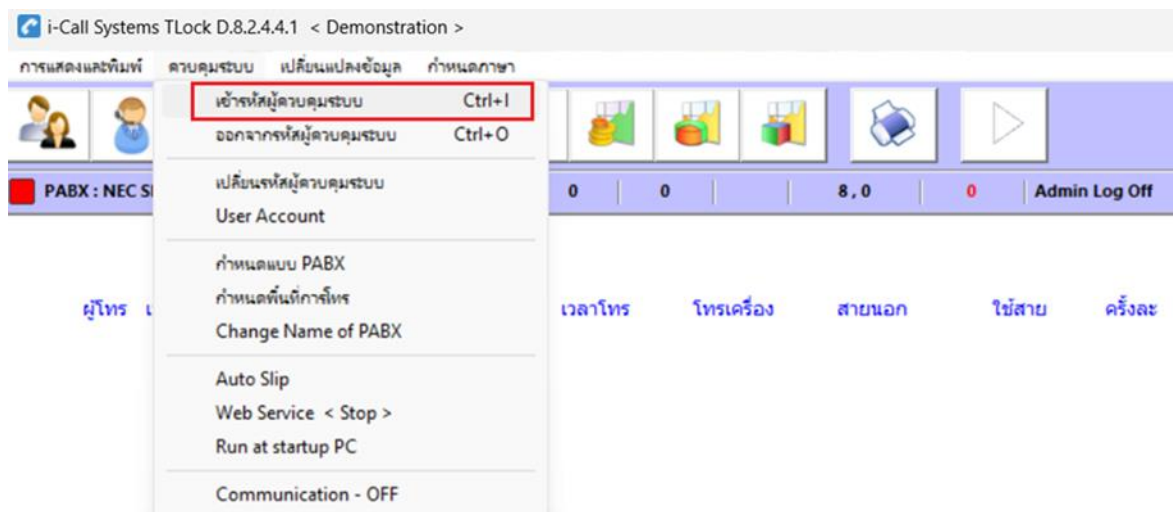 i-Call Systems TLock D.8.2.4.4.1 < Demonstration >
การแสดงและพิมพ์ ควบคุมระบบ เปลี่ยนแปลงข้อมูล กำหนดภาษา
เข้ารหัสผู้ควบคุมระบบ Ctrl+I
ออกจากรหัสผู้ควบคุมระบบ Ctrl+O
เปลี่ยนรหัสผู้ควบคุมระบบ
PABX : NEC 0 0 8 , 0 0 Admin Log Off
User Account
กำหนดแบบ PABX
กำหนดพื้นที่การโทร
ผู้โทร เวลาโทร โทรเครื่อง สายนอก ใช้สาย ครั้งละ
Change Name of PABX
Auto Slip
Web Service < Stop >
Run at startup PC
Communication - OFF